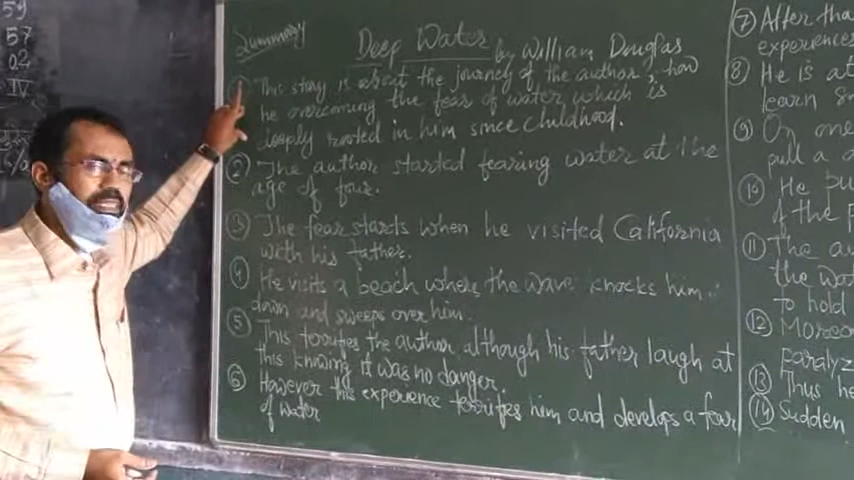 59
57
02
IV
Summary
Deep Water by William Douglas
① This story is about the journey of the author, how
he overcoming the fear of water which is
deeply rooted in him since childhood.
② The author started fearing water at the
age of four.
③ The fear starts when he visited California
with his father.
④ He visits a beach where the wave knocks him
down and sweeps over him.
⑤ This terrifies the author although his father laugh at
this knowing it was no danger.
⑥ However this experience terrifies him and develops a fear
of water
⑦ After tha
experiences
⑧ He is at
learn
⑨ On one
pull a
⑩ He
of the
⑪ The au
the wat
to hold
⑫ Moreov
paralyz
⑬ Thus he
⑭ Sudden